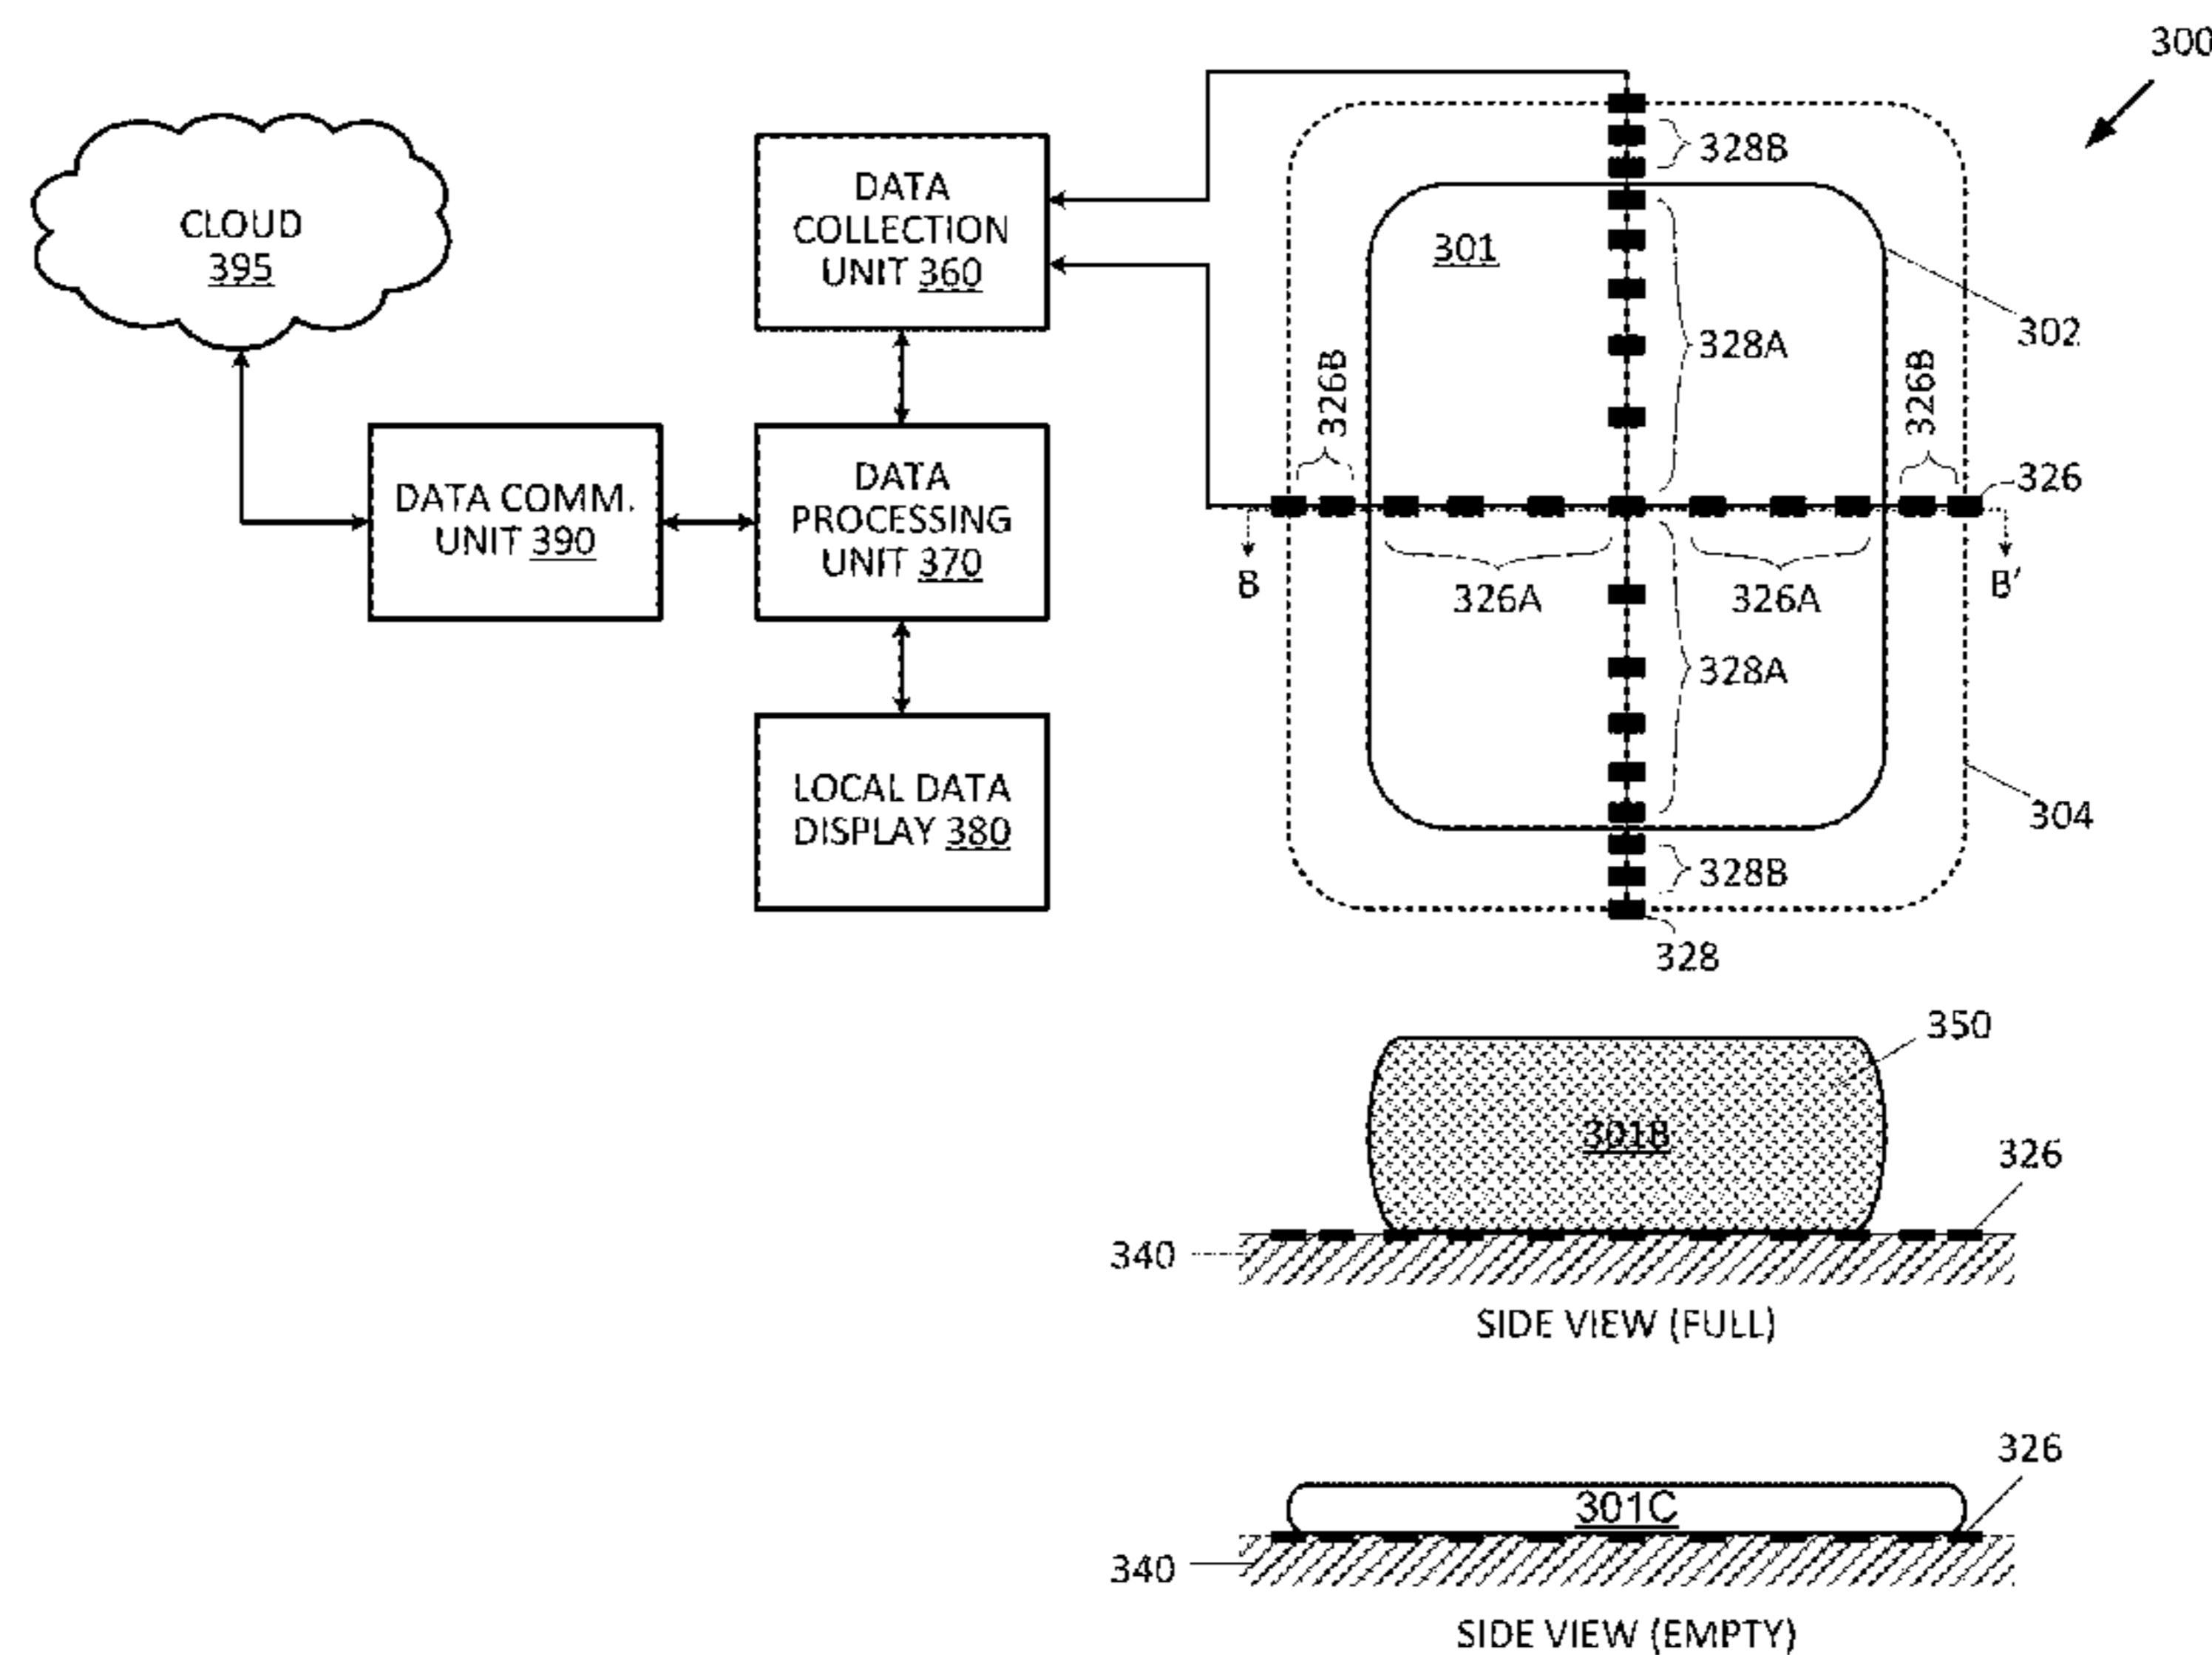 300
CLOUD
395
DATA
COLLECTION
UNIT 360
328B
301
302
328A
326B
326B
326
DATA COMM.
UNIT 390
DATA
PROCESSING
UNIT 370
B
326A
326A
B'
328A
LOCAL DATA
DISPLAY 380
304
328B
328
350
301B
326
340
SIDE VIEW (FULL)
326
301C
340
SIDE VIEW (EMPTY)